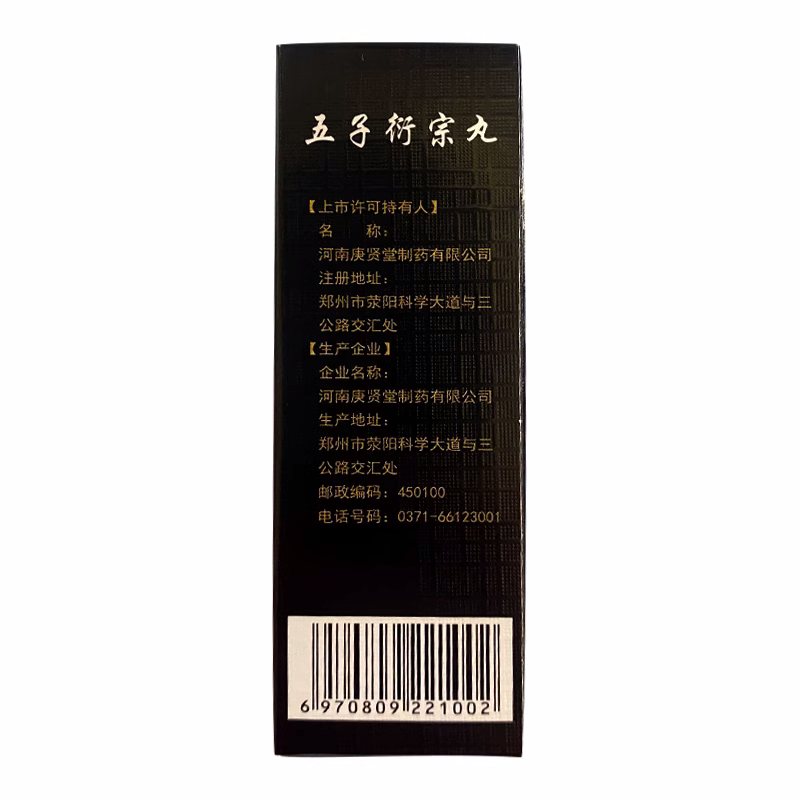 五子衍宗丸
【上市许可持有人】
名 称：
河南庚贤堂制药有限公司
注册地址：
郑州市荥阳科学大道与三
公路交汇处
【生产企业】
企业名称：
河南庚贤堂制药有限公司
生产地址：
郑州市荥阳科学大道与三
公路交汇处
邮政编码：450100
电话号码：0371-66123001
6 970809 221002